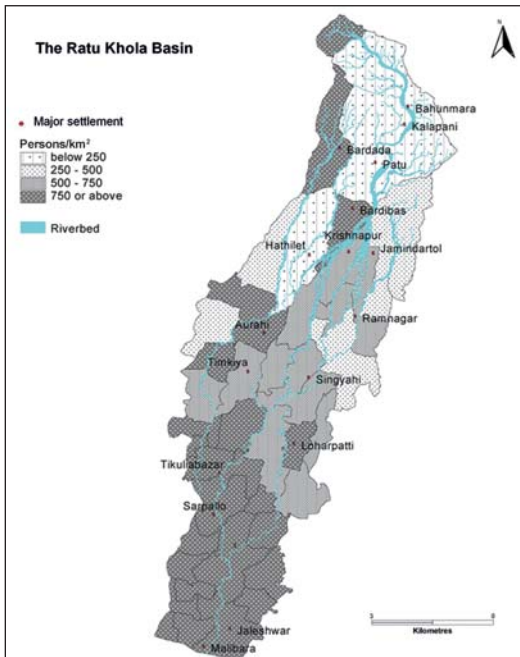 The Ratu Khola Basin
N
Major settlement
Persons/km²
below 250
250 - 500
500 - 750
750 or above
Riverbed
Bahunmara
Kalapani
Bardada
Patu
Bardibas
Krishnapur
Hathilet
Jamindartol
Ramnagar
Aurahi
Timkiya
Singyahi
Loharpatti
Tikuliabazar
Sarpallo
Jaleshwar
Malibara
Kilometres